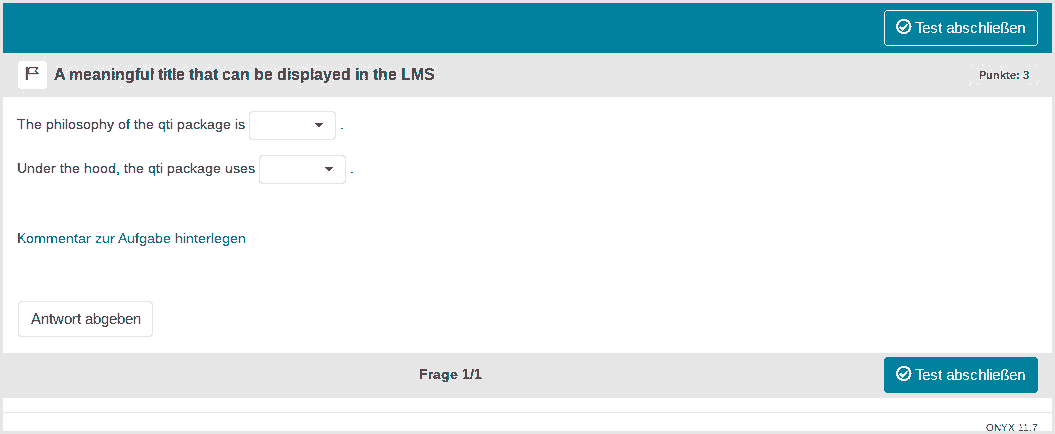 Test abschließen
A meaningful title that can be displayed in the LMS
Punkte: 3
The philosophy of the qti package is .
Under the hood, the qti package uses .
Kommentar zur Aufgabe hinterlegen
Antwort abgeben
Frage 1/1
Test abschließen
ONYX 11.7